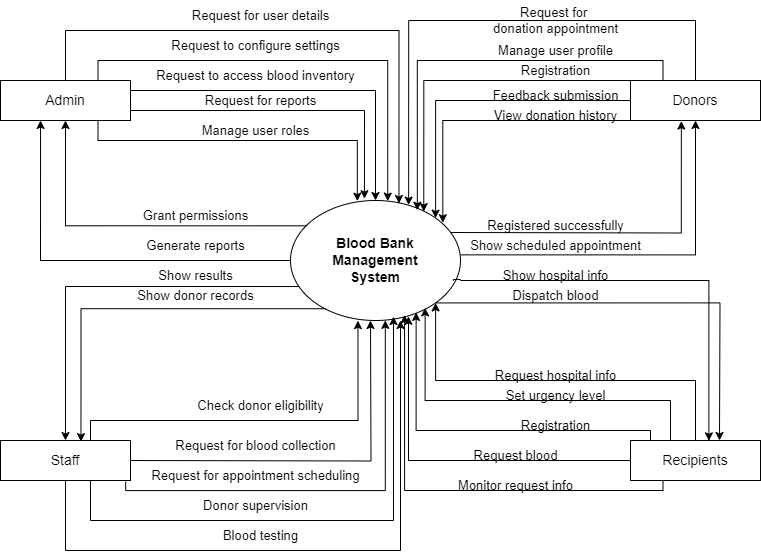 Request for user details
Request to configure settings
Request to access blood inventory
Admin
Request for reports
Manage user roles
Grant permissions
Generate reports
Request for
donation appointment
Manage user profile
Registration
Feedback submission
Donors
View donation history
Registered successfully
Show scheduled appointment
Blood Bank
Management
System
Show results
Show donor records
Show hospital info
Dispatch blood
Check donor eligibility
Request for blood collection
Staff
Request for appointment scheduling
Donor supervision
Blood testing
Request hospital info
Set urgency level
Registration
Request blood
Recipients
Monitor request info